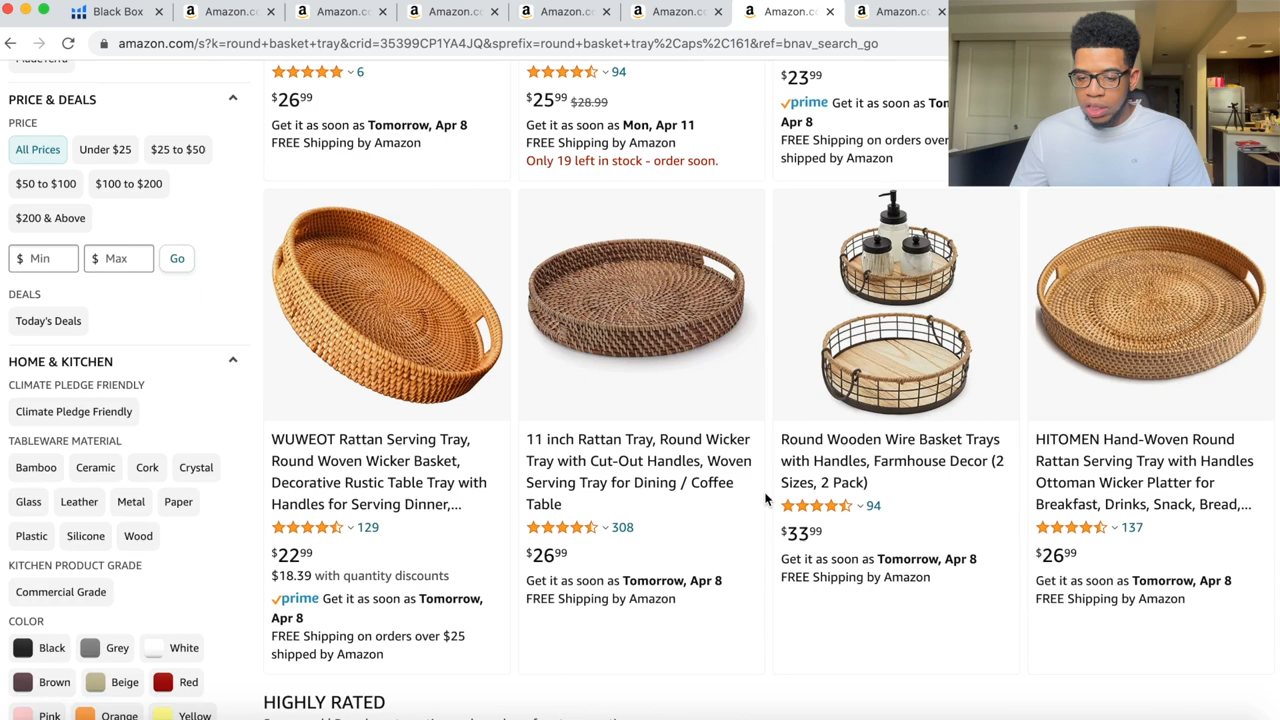 Black Box
Amazon.c
Amazon.c
Amazon.c
Amazon.c
Amazon.c
Amazon.c
Amazon.c
amazon.com/s?k=round+basket+tray&crid=35399CP1YA4JQ&sprefix=round+basket+tray%2Caps%2C161&ref=bnav_search_go
PRICE & DEALS
PRICE
All Prices
Under $25
$25 to $50
$50 to $100
$100 to $200
$200 & Above
$ Min
$ Max
Go
DEALS
Today's Deals
HOME & KITCHEN
CLIMATE PLEDGE FRIENDLY
Climate Pledge Friendly
TABLEWARE MATERIAL
Bamboo
Ceramic
Cork
Crystal
Glass
Leather
Metal
Paper
Plastic
Silicone
Wood
KITCHEN PRODUCT GRADE
Commercial Grade
COLOR
Black
Grey
White
Brown
Beige
Red
Pink
Orange
Yellow
6
$26.99
Get it as soon as Tomorrow, Apr 8
FREE Shipping by Amazon
94
$25.99 $28.99
Get it as soon as Mon, Apr 11
FREE Shipping by Amazon
Only 19 left in stock - order soon.
$23.99
prime Get it as soon as Tom
Apr 8
FREE Shipping on orders over
shipped by Amazon
WUWEOT Rattan Serving Tray,
Round Woven Wicker Basket,
Decorative Rustic Table Tray with
Handles for Serving Dinner,...
129
$22.99
$18.39 with quantity discounts
prime Get it as soon as Tomorrow,
Apr 8
FREE Shipping on orders over $25
shipped by Amazon
11 inch Rattan Tray, Round Wicker
Tray with Cut-Out Handles, Woven
Serving Tray for Dining / Coffee
Table
308
$26.99
Get it as soon as Tomorrow, Apr 8
FREE Shipping by Amazon
Round Wooden Wire Basket Trays
with Handles, Farmhouse Decor (2
Sizes, 2 Pack)
94
$33.99
Get it as soon as Tomorrow, Apr 8
FREE Shipping by Amazon
HITOMEN Hand-Woven Round
Rattan Serving Tray with Handles
Ottoman Wicker Platter for
Breakfast, Drinks, Snack, Bread,...
137
$26.99
Get it as soon as Tomorrow, Apr 8
FREE Shipping by Amazon
HIGHLY RATED